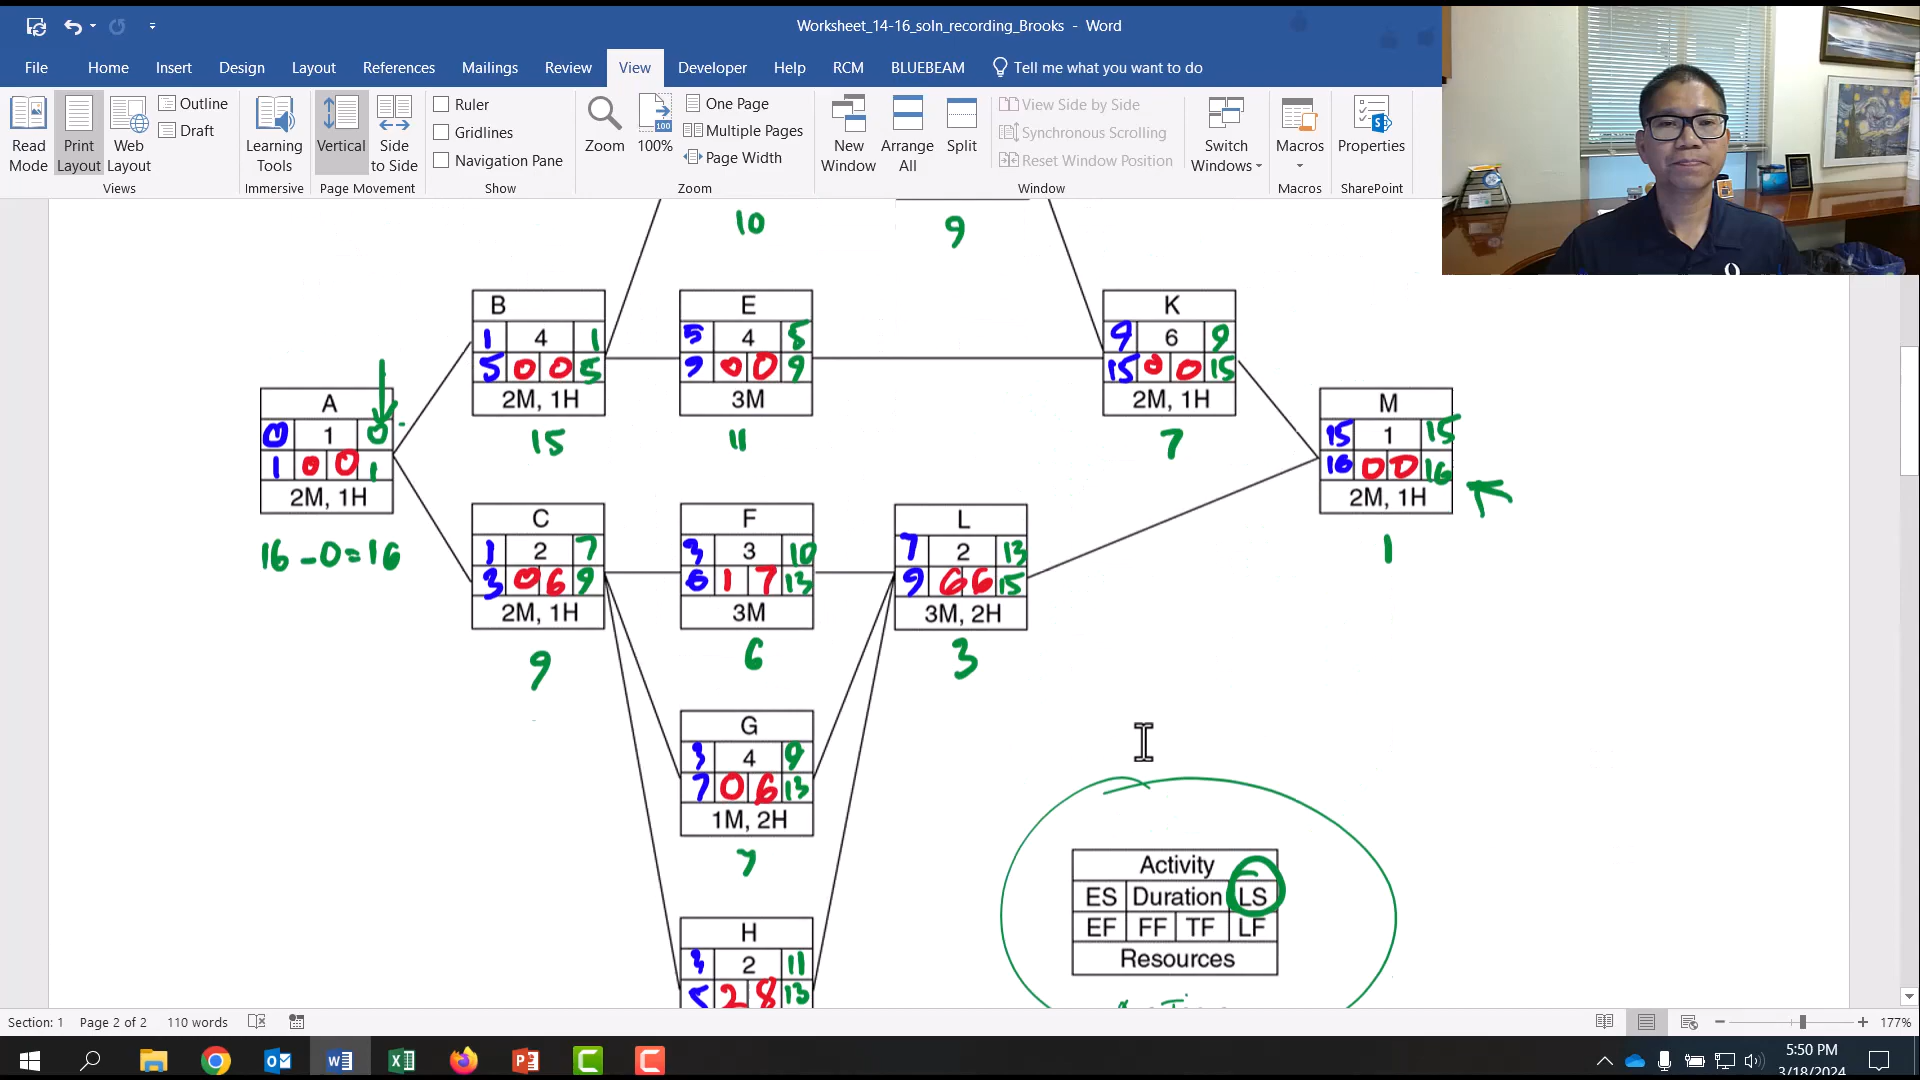 Worksheet_14-16_soln_recording_Brooks - Word
File Home Insert Design Layout References Mailings Review View Developer Help RCM BLUEBEAM Tell me what you want to do
Read Mode
Print Layout
Web Layout
Outline
Draft
Views
Learning Tools
Immersive
Vertical
Side to Side
Page Movement
Ruler
Gridlines
Navigation Pane
Show
Zoom
100
100%
One Page
Multiple Pages
Page Width
Zoom
New Window
Arrange All
Split
View Side by Side
Synchronous Scrolling
Reset Window Position
Window
Switch Windows
Macros
Macros
Properties
SharePoint
10
9
B
1 4 1
5 0 0 5
2M, 1H
15
E
5 4 5
9 0 0 9
3M
11
K
9 6 9
15 0 0 15
2M, 1H
7
A
0 1 0
1 0 0 1
2M, 1H
16 - 0 = 16
M
15 1 15
16 0 0 16
2M, 1H
1
C
1 2 7
3 0 6 9
2M, 1H
9
F
3 3 10
6 1 7 13
3M
6
L
7 2 13
9 6 6 15
3M, 2H
3
G
3 4 9
7 0 6 13
1M, 2H
7
H
3 2 11
5 2 8 13
Activity
ES Duration LS
EF FF TF LF
Resources
Section: 1 Page 2 of 2 110 words
177%
5:50 PM
3/18/2024